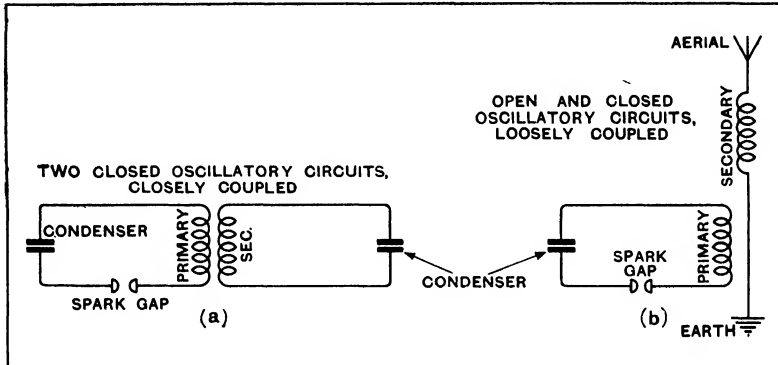 AERIAL
OPEN AND CLOSED
OSCILLATORY CIRCUITS,
LOOSELY COUPLED
SECONDARY
TWO CLOSED OSCILLATORY CIRCUITS,
CLOSELY COUPLED
CONDENSER
PRIMARY
SEC.
SPARK GAP
(a)
CONDENSER
SPARK
GAP
PRIMARY
(b)
EARTH